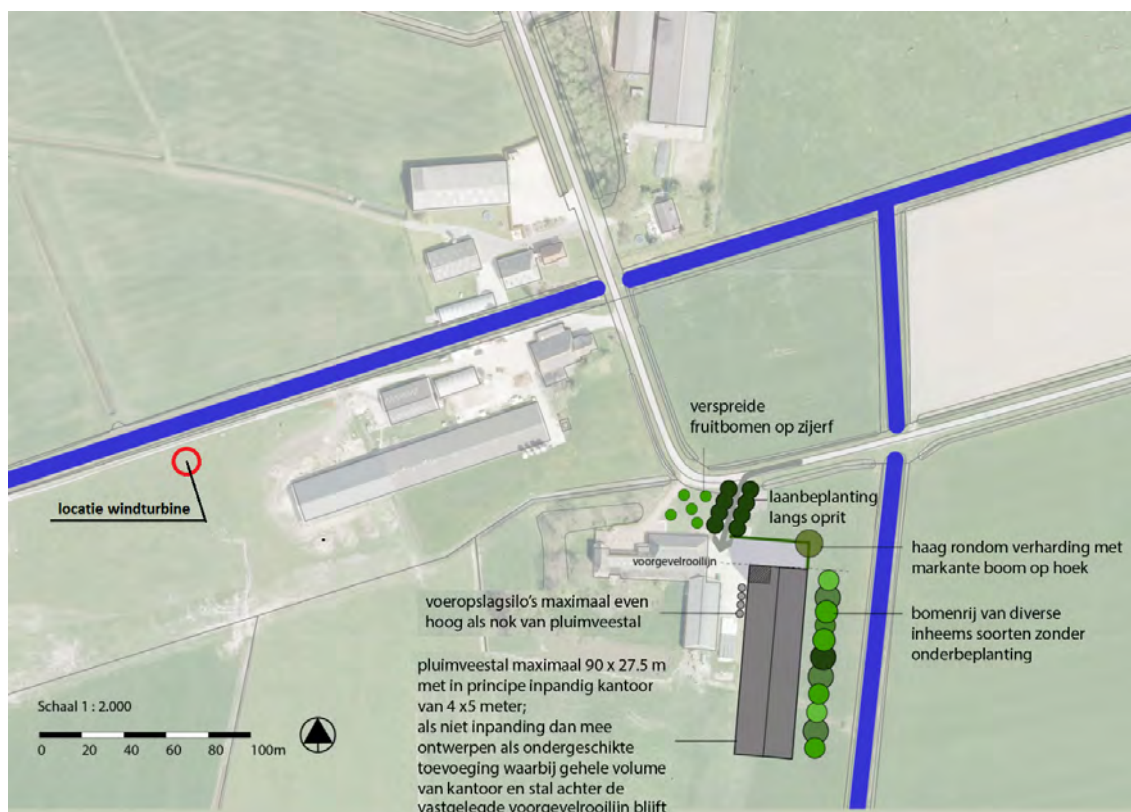 verspreide
fruitbomen op zijerf
laanbeplanting
langs oprit
locatie windturbine
haag rondom verharding met
markante boom op hoek
voorgevelrooilijn
voeropslagsilo's maximaal even
hoog als nok van pluimveestal
bomenrij van diverse
inheems soorten zonder
onderbeplanting
pluimveestal maximaal 90 x 27.5 m
met in principe inpandig kantoor
van 4 x5 meter;
als niet inpanding dan mee
ontwerpen als ondergeschikte
toevoeging waarbij gehele volume
van kantoor en stal achter de
vastgelegde voorgevelrooilijn blijft
Schaal 1 : 2.000
0 20 40 60 80 100m